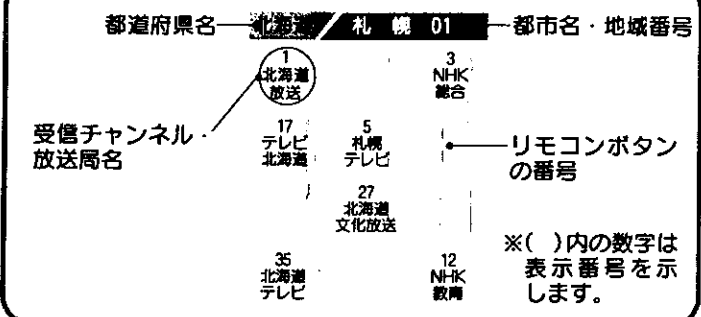 都道府県名
北海道 札幌 01
都市名・地域番号
1
北海道
放送
3
NHK
総合
受信チャンネル・
放送局名
17
テレビ
北海道
5
札幌
テレビ
リモコンボタン
の番号
27
北海道
文化放送
35
北海道
テレビ
12
NHK
教育
※( )内の数字は
表示番号を示
します。